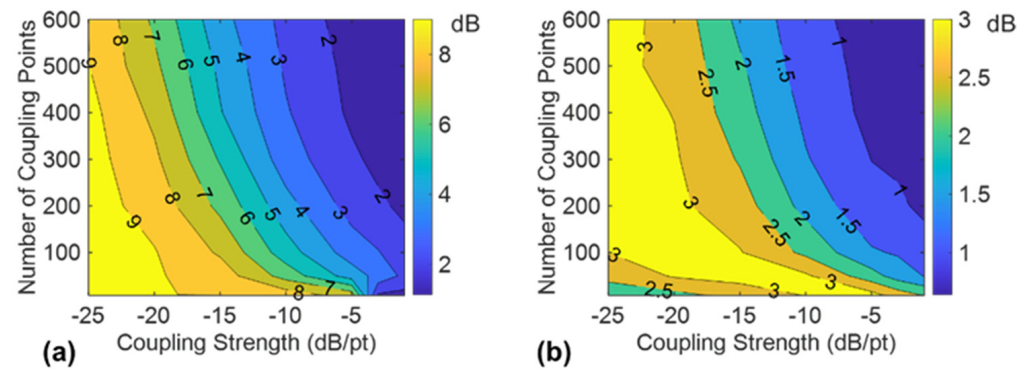 600
500
400
300
200
100
Number of Coupling Points
-25 -20 -15 -10 -5
Coupling Strength (dB/pt)
(a)
9 8 7 6 5 4 3 2
9 8 7 6 5 4 3 2
8 7
dB
8
6
4
2
600
500
400
300
200
100
Number of Coupling Points
-25 -20 -15 -10 -5
Coupling Strength (dB/pt)
(b)
3 2.5 2 1.5 1
3 2.5 2 1.5 1
3 2.5 3 3
dB
3
2.5
2
1.5
1